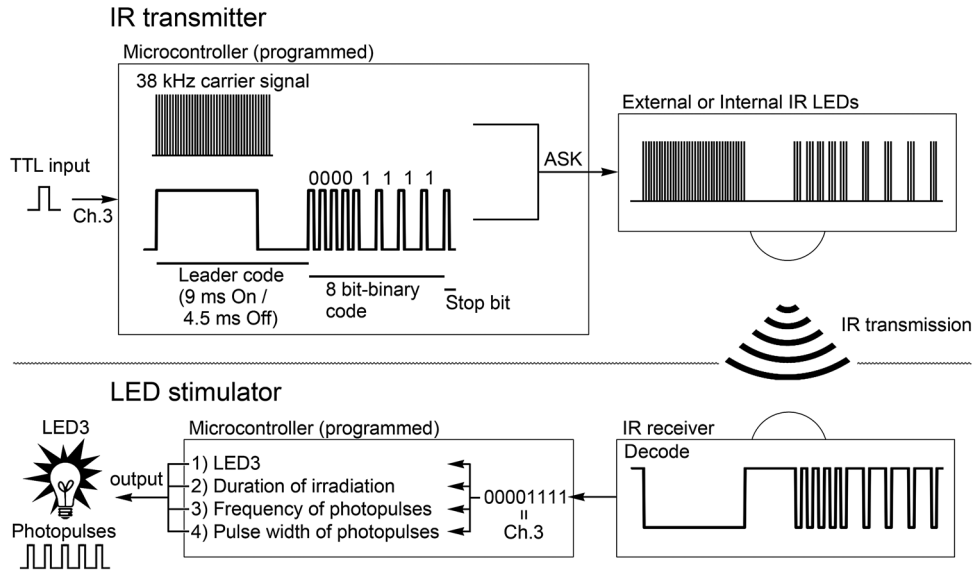 IR transmitter
Microcontroller (programmed)
38 kHz carrier signal
TTL input
Ch.3
0000 1 1 1 1
Leader code
(9 ms On /
4.5 ms Off)
8 bit-binary
code
Stop bit
ASK
External or Internal IR LEDs
IR transmission
LED stimulator
LED3
Photopulses
output
Microcontroller (programmed)
1) LED3
2) Duration of irradiation
3) Frequency of photopulses
4) Pulse width of photopulses
00001111
=
Ch.3
IR receiver
Decode